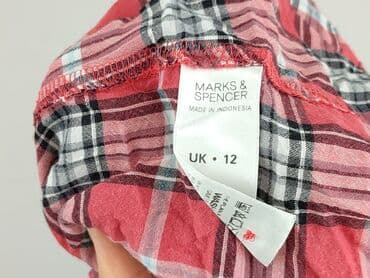 MARKS &
SPENCER
MADE IN INDONESIA
UK • 12